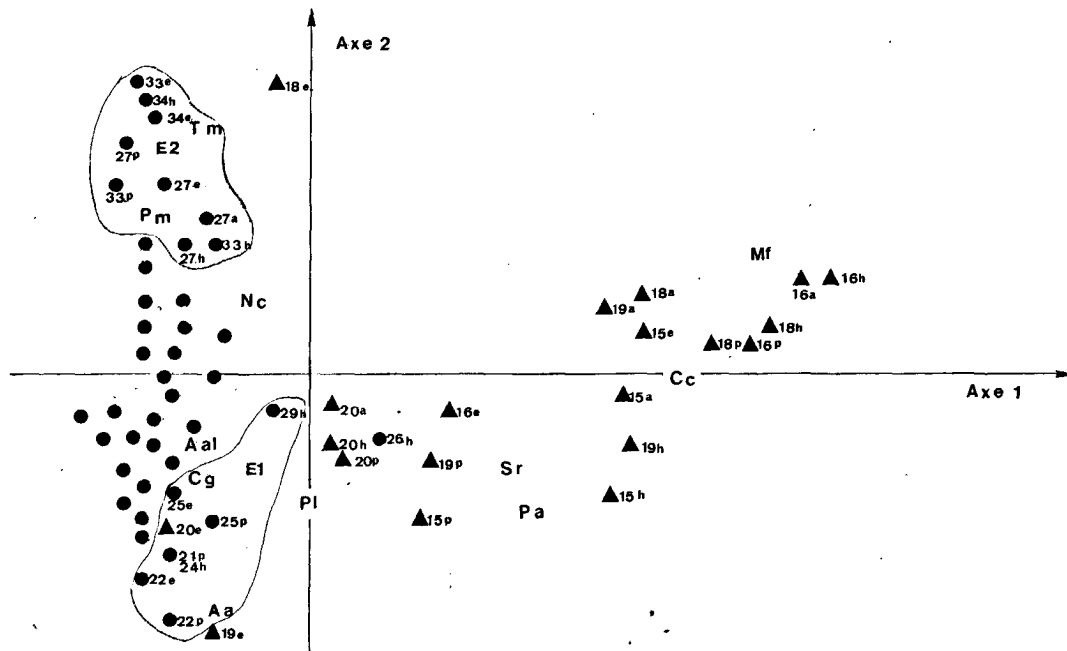 Axe 2
33e
18e
34h
34e
Tm
27p
E2
33p
27e
Pm
27a
27h
33h
Mf
16a
16h
Nc
19a
18a
15e
18h
18p
16p
Cc
Axe 1
15a
29h
20a
16e
Aal
20h
26h
19h
20p
19p
E1
Sr
Cg
25e
Pl
15h
25p
15p
Pa
20e
21p
24h
22e
Aa
22p
19e